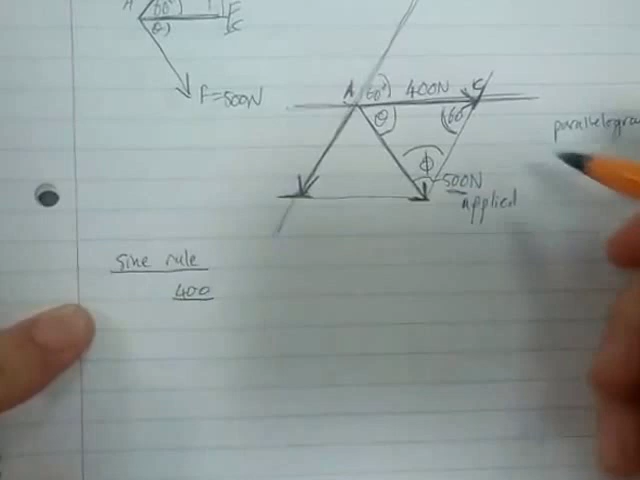 A 60° F
θ C
F=500N
A 60° 400N C
θ 60°
parallelogra
ϕ
500N
applied
sine rule
400